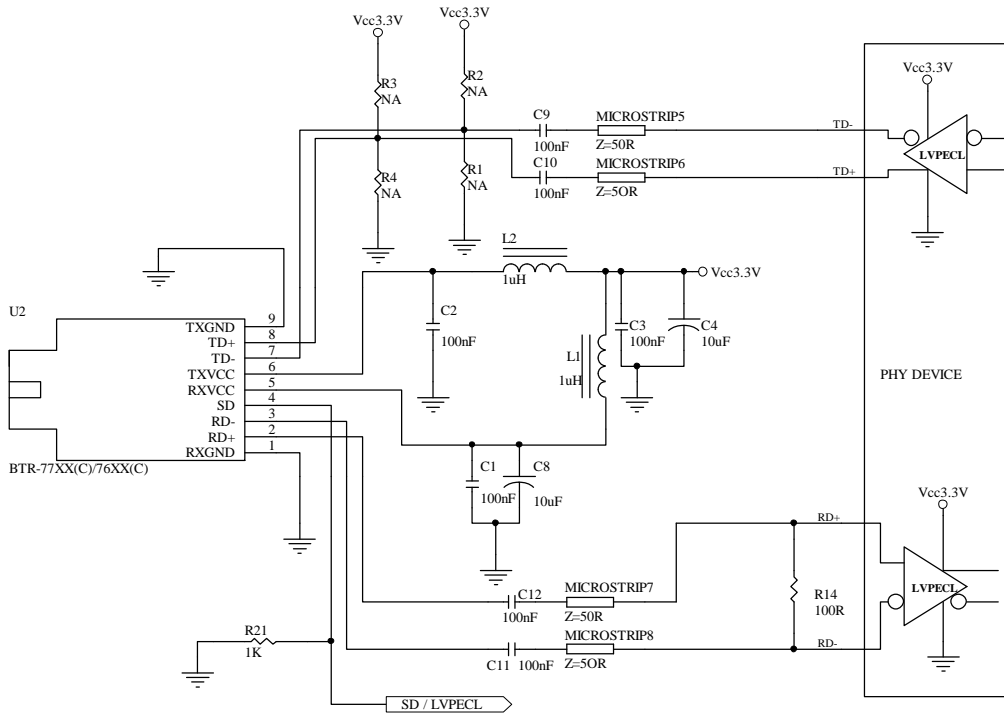 Vcc3.3V
Vcc3.3V
R3
NA
R2
NA
Vcc3.3V
C9
100nF
MICROSTRIP5
Z=50R
TD-
LVPECL
C10
100nF
MICROSTRIP6
Z=5OR
TD+
R4
NA
R1
NA
L2
1uH
Vcc3.3V
U2
C2
100nF
C3
100nF
C4
10uF
L1
1uH
PHY DEVICE
TXGND 9
TD+ 8
TD- 7
TXVCC 6
RXVCC 5
SD 4
RD- 3
RD+ 2
RXGND 1
BTR-77XX(C)/76XX(C)
C1
100nF
C8
10uF
Vcc3.3V
RD+
LVPECL
C12
100nF
MICROSTRIP7
Z=50R
R14
100R
R21
1K
C11
100nF
MICROSTRIP8
Z=5OR
RD-
SD / LVPECL